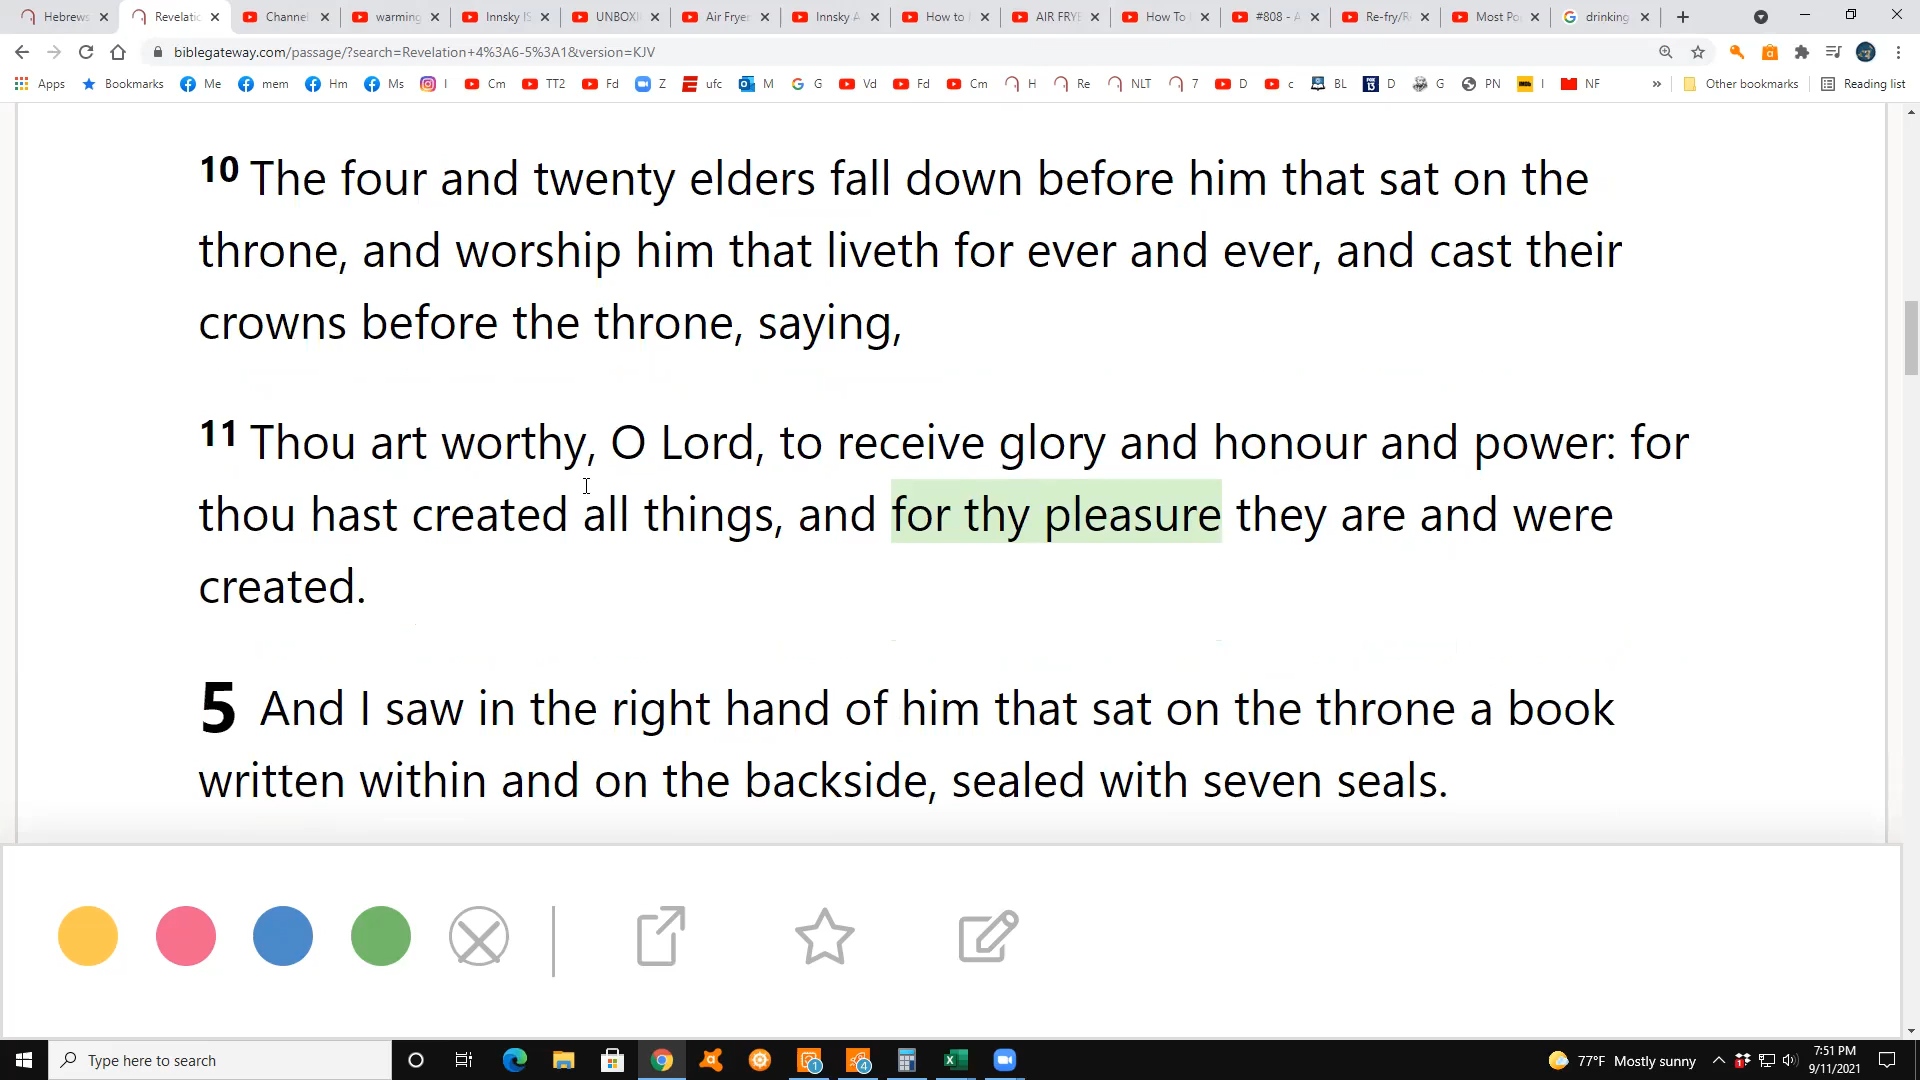 Hebrews
Revelatic
Channel
warming
Innsky IS
UNBOXI
Air Fryer
Innsky A
How to
AIR FRYE
How To
#808 - A
Re-fry/R
Most Po
drinking
biblegateway.com/passage/?search=Revelation+4%3A6-5%3A1&version=KJV
Apps Bookmarks Me mem Hm Ms I Cm TT2 Fd Z ufc M G Vd Fd Cm H Re NLT 7 D c BL D G PN I NF » Other bookmarks Reading list
10 The four and twenty elders fall down before him that sat on the
throne, and worship him that liveth for ever and ever, and cast their
crowns before the throne, saying,
11 Thou art worthy, O Lord, to receive glory and honour and power: for
thou hast created all things, and for thy pleasure they are and were
created.
5 And I saw in the right hand of him that sat on the throne a book
written within and on the backside, sealed with seven seals.
Type here to search
77°F Mostly sunny
7:51 PM
9/11/2021